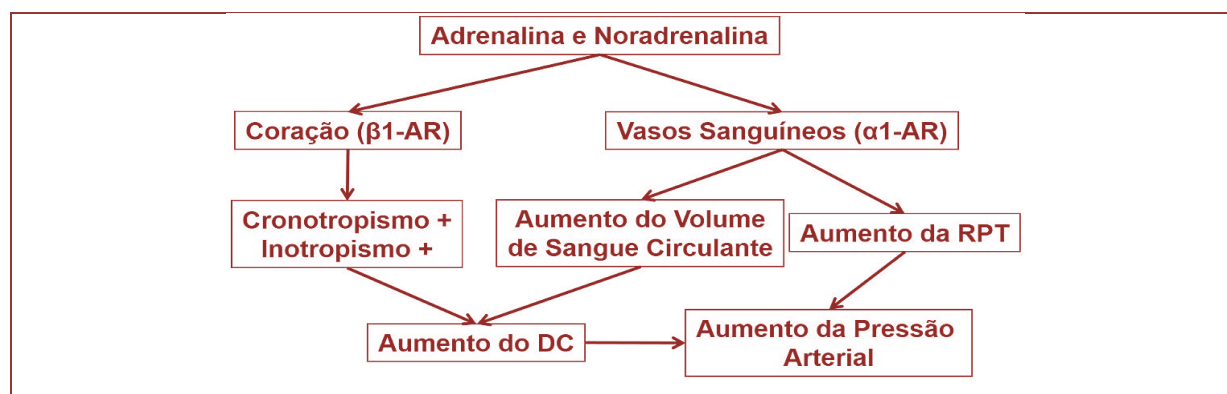 Adrenalina e Noradrenalina
Coração (β1-AR)
Vasos Sanguíneos (α1-AR)
Cronotropismo +
Inotropismo +
Aumento do Volume
de Sangue Circulante
Aumento da RPT
Aumento do DC
Aumento da Pressão
Arterial